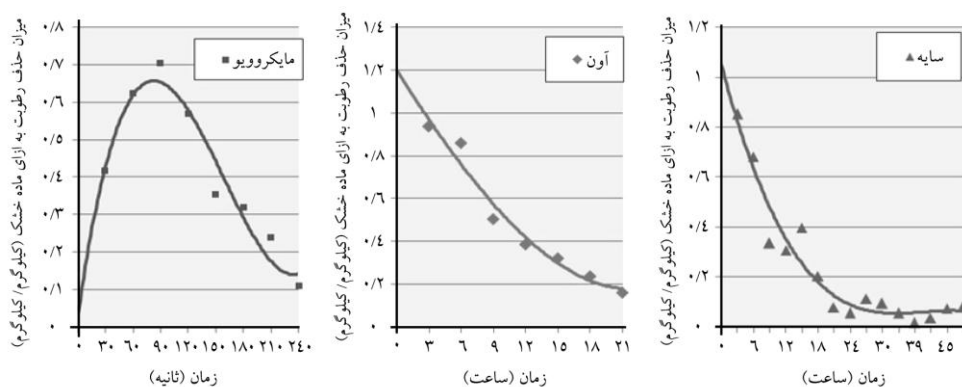 میزان حذف رطوبت به ازای ماده خشک (کیلوگرم/ کیلوگرم)
۰/۸
۰/۷
۰/۶
۰/۵
۰/۴
۰/۳
۰/۲
۰/۱
۰
مایکروویو
۰ ۳۰ ۶۰ ۹۰ ۱۲۰ ۱۵۰ ۱۸۰ ۲۱۰ ۲۴۰
زمان (ثانیه)
میزان حذف رطوبت به ازای ماده خشک (کیلوگرم/ کیلوگرم)
۱/۴
۱/۲
۱
۰/۸
۰/۶
۰/۴
۰/۲
۰
آون
۰ ۳ ۶ ۹ ۱۲ ۱۵ ۱۸ ۲۱
زمان (ساعت)
میزان حذف رطوبت به ازای ماده خشک (کیلوگرم/ کیلوگرم)
۱/۲
۱
۰/۸
۰/۶
۰/۴
۰/۲
۰
سایه
۰ ۶ ۱۲ ۱۸ ۲۴ ۳۰ ۳۹ ۴۵
زمان (ساعت)